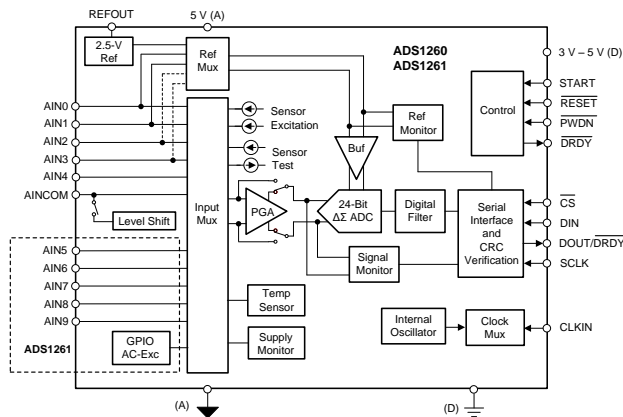 REFOUT
5 V (A)
2.5-V
Ref
Ref
Mux
ADS1260
ADS1261
3 V – 5 V (D)
AIN0
AIN1
AIN2
AIN3
AIN4
AINCOM
Level Shift
Sensor
Excitation
Sensor
Test
Input
Mux
PGA
Buf
Ref
Monitor
24-Bit
ΔΣ ADC
Digital
Filter
Signal
Monitor
Control
START
RESET
PWDN
DRDY
Serial
Interface
and
CRC
Verification
CS
DIN
DOUT/DRDY
SCLK
AIN5
AIN6
AIN7
AIN8
AIN9
ADS1261
GPIO
AC-Exc
Temp
Sensor
Supply
Monitor
Internal
Oscillator
Clock
Mux
CLKIN
(A)
(D)